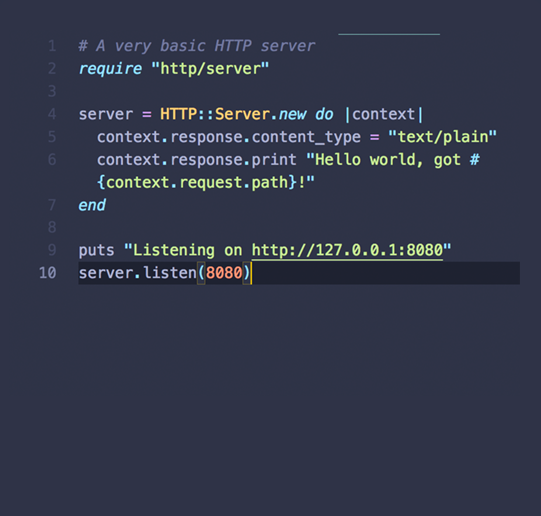 1 # A very basic HTTP server
2 require "http/server"
3
4 server = HTTP::Server.new do |context|
5 context.response.content_type = "text/plain"
6 context.response.print "Hello world, got #
{context.request.path}!"
7 end
8
9 puts "Listening on http://127.0.0.1:8080"
10 server.listen(8080)